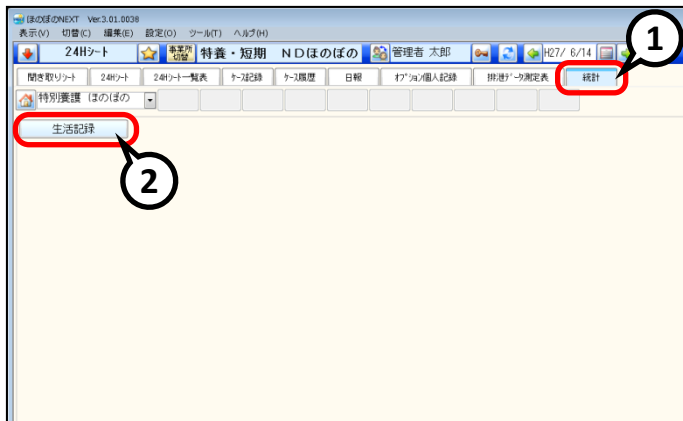 ほのぼのNEXT Ver.3.01.0038
表示(V) 切替(C) 編集(E) 設定(O) ツール(T) ヘルプ(H)
24Hシート 事業所切替 特養・短期 NDほのぼの 管理者 太郎 H27/ 6/14
1
聞き取りシート 24Hシート 24Hシート一覧表 ケース記録 ケース履歴 日報 オプション個人記録 排泄データ測定表 統計
特別養護 (ほのぼの
生活記録
2